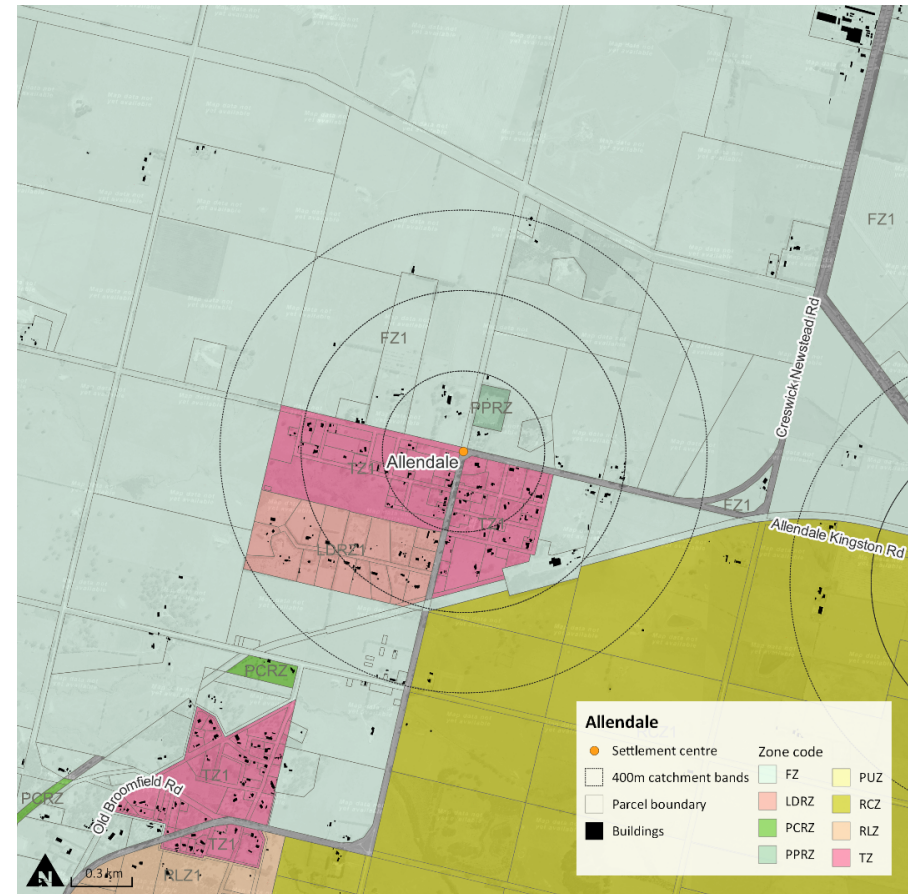 FZ1
FZ1
PPRZ
Allendale
TZ1
TZ1
LDRZ1
FZ1
Creswick Newstead Rd
Allendale Kingston Rd
PCRZ
PCRZ
TZ1
TZ1
Old Broomfield Rd
RLZ1
N
0.3 km
Allendale
Settlement centre
400m catchment bands
Parcel boundary
Buildings
Zone code
FZ
LDRZ
PCRZ
PPRZ
PUZ
RCZ
RLZ
TZ